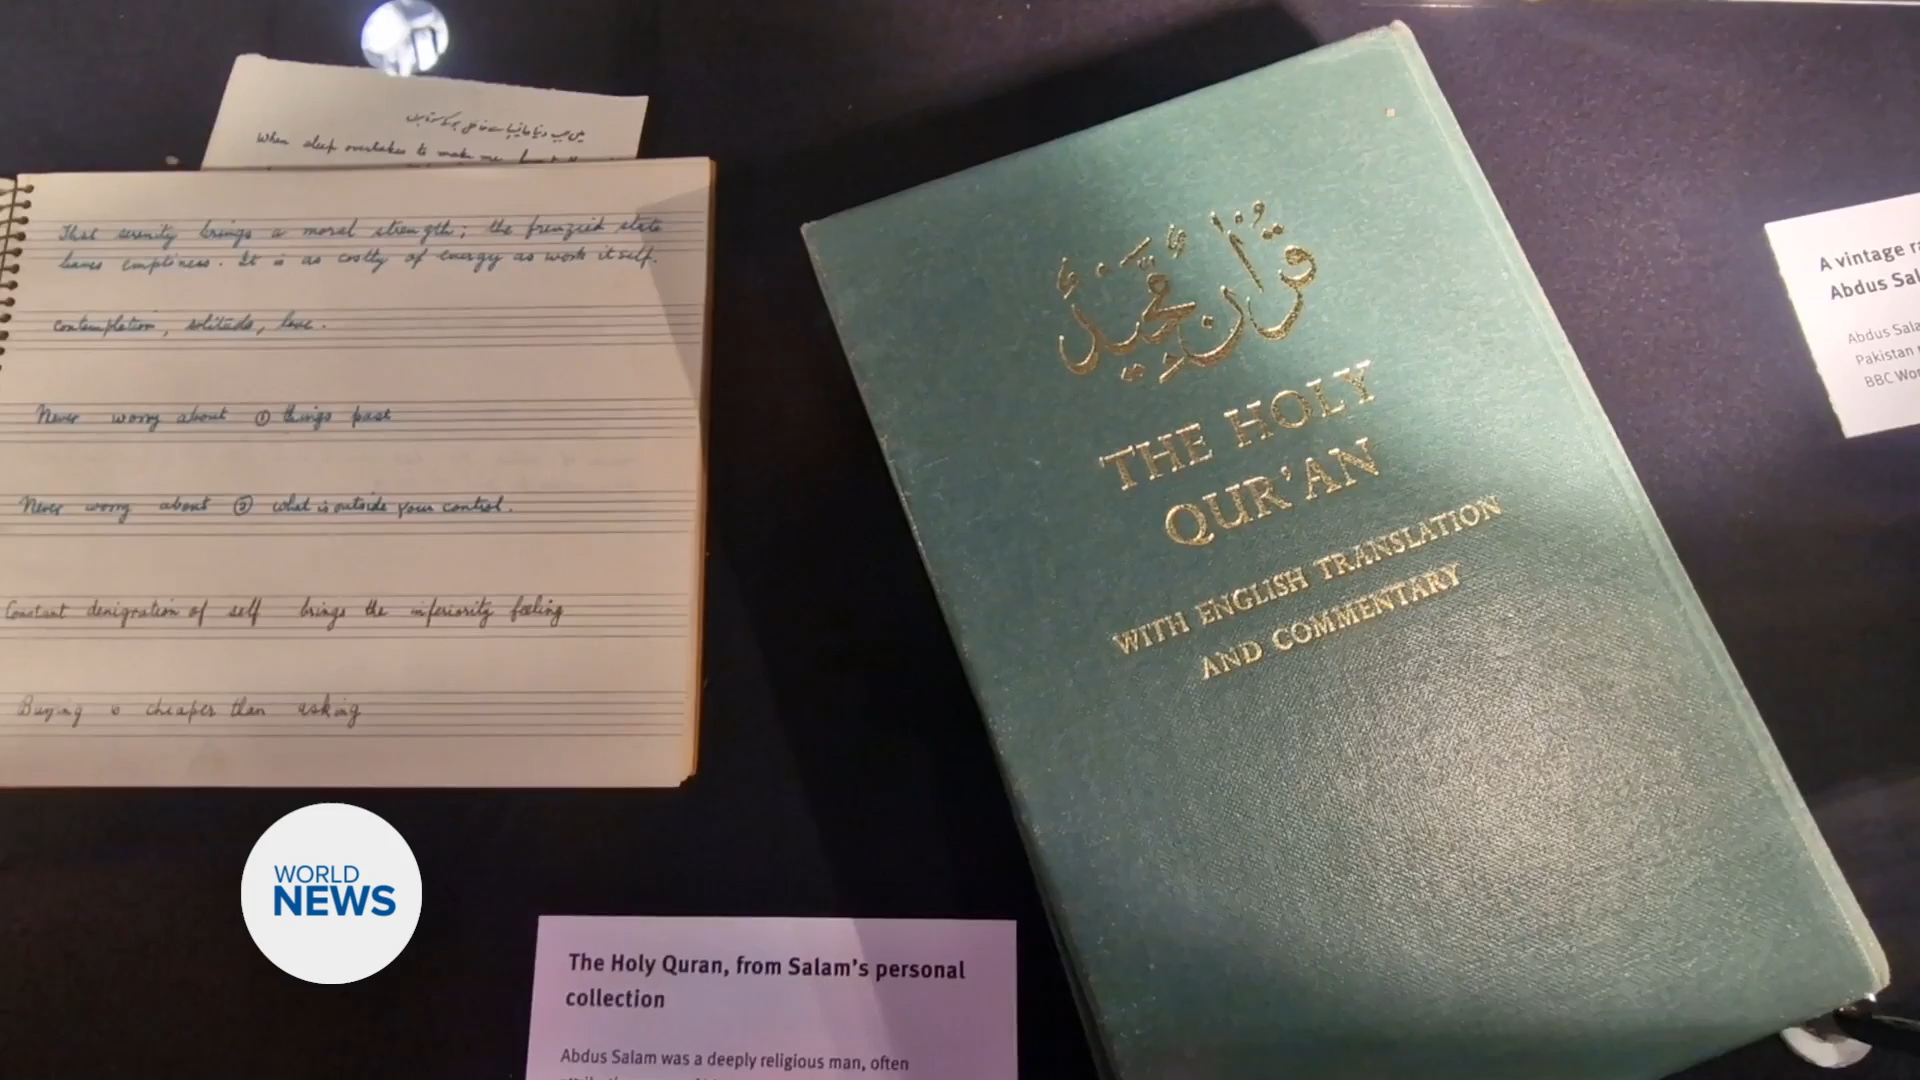 When sleep overtakes to make me
That serenity brings a moral strength; the frenzied state
leaves emptiness. It is as costly of energy as work itself.
contemplation, solitude, love.
Never worry about ① things past
Never worry about ② what is outside your control.
Constant denigration of self brings the inferiority feeling
Buying is cheaper than asking
قرآن مجید
THE HOLY
QUR'AN
WITH ENGLISH TRANSLATION
AND COMMENTARY
A vintage
Abdus
Abdus
Pakistan
BBC
WORLD
NEWS
The Holy Quran, from Salam's personal
collection
Abdus Salam was a deeply religious man, often